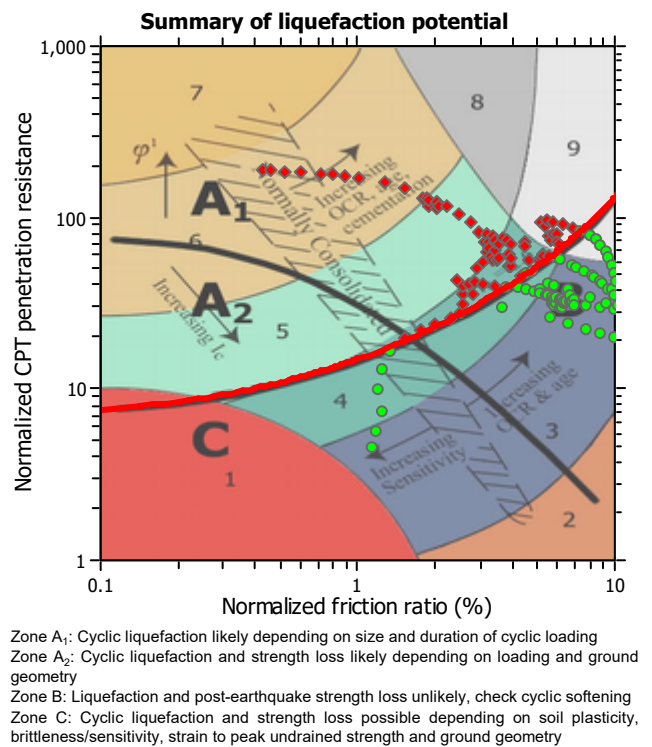 Summary of liquefaction potential
1,000
100
10
1
Normalized CPT penetration resistance
7
8
9
φ'
Increasing
OCR, age,
cementation
A1
Normally Consolidated
6
A2
Increasing Ic
5
B
4
Increasing
OCR & age
C
3
Increasing
Sensitivity
1
2
0.1
1
10
Normalized friction ratio (%)
Zone A1: Cyclic liquefaction likely depending on size and duration of cyclic loading
Zone A2: Cyclic liquefaction and strength loss likely depending on loading and ground
geometry
Zone B: Liquefaction and post-earthquake strength loss unlikely, check cyclic softening
Zone C: Cyclic liquefaction and strength loss possible depending on soil plasticity,
brittleness/sensitivity, strain to peak undrained strength and ground geometry